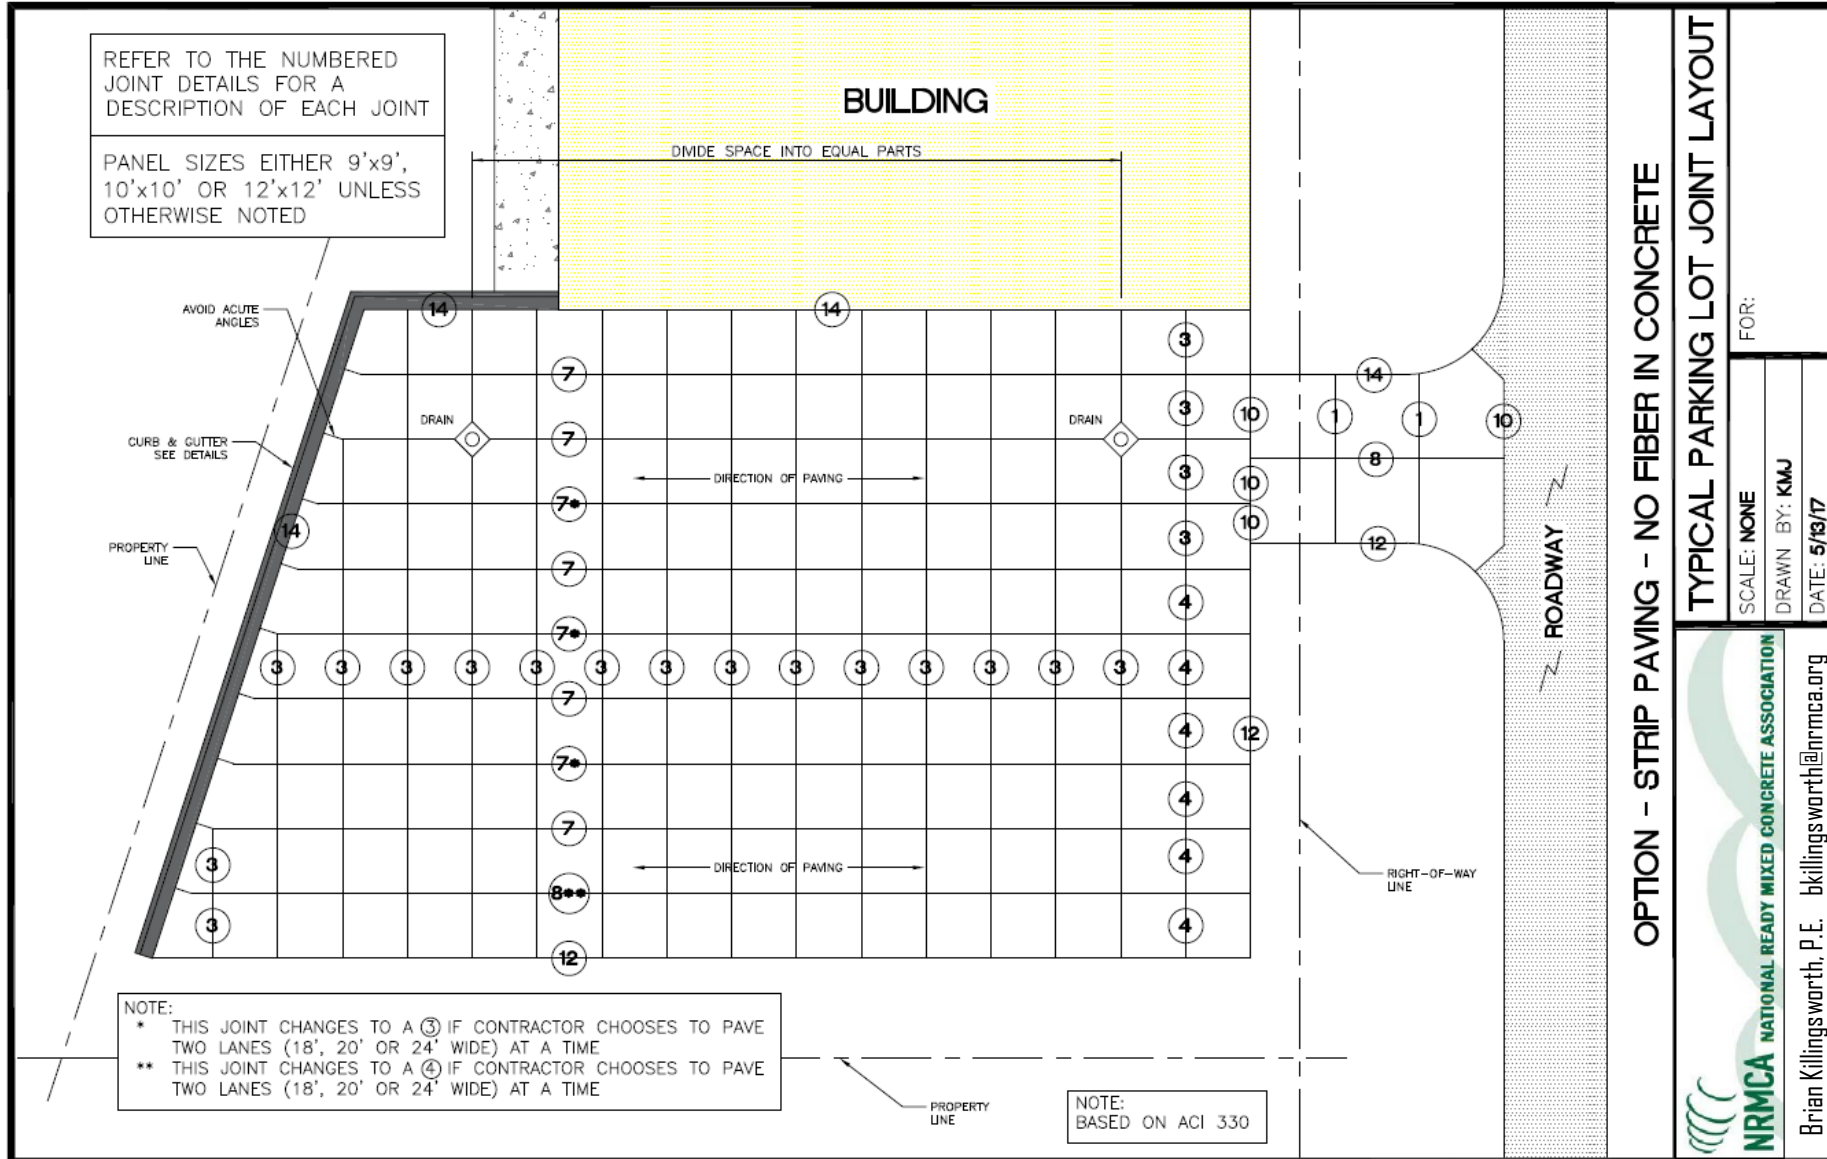 REFER TO THE NUMBERED
JOINT DETAILS FOR A
DESCRIPTION OF EACH JOINT
PANEL SIZES EITHER 9'x9',
10'x10' OR 12'x12' UNLESS
OTHERWISE NOTED
BUILDING
DIVIDE SPACE INTO EQUAL PARTS
AVOID ACUTE
ANGLES
14
14
3
7
14
CURB & GUTTER
SEE DETAILS
DRAIN
7
DRAIN
3
10
1
1
10
8
DIRECTION OF PAVING
3
10
7*
14
10
PROPERTY
LINE
3
12
7
4
ROADWAY
7*
3
3
3
3
3
3
3
3
3
3
3
3
3
3
4
7
4
12
7*
4
7
3
DIRECTION OF PAVING
4
RIGHT-OF-WAY
LINE
8**
3
4
12
NOTE:
* THIS JOINT CHANGES TO A 3 IF CONTRACTOR CHOOSES TO PAVE
TWO LANES (18', 20' OR 24' WIDE) AT A TIME
** THIS JOINT CHANGES TO A 4 IF CONTRACTOR CHOOSES TO PAVE
TWO LANES (18', 20' OR 24' WIDE) AT A TIME
PROPERTY
LINE
NOTE:
BASED ON ACI 330
OPTION - STRIP PAVING - NO FIBER IN CONCRETE
TYPICAL PARKING LOT JOINT LAYOUT
FOR:
SCALE: NONE
DRAWN BY: KMJ
DATE: 5/13/17
NRMCA NATIONAL READY MIXED CONCRETE ASSOCIATION
Brian Killingsworth, P.E. bkillingsworth@nrmca.org